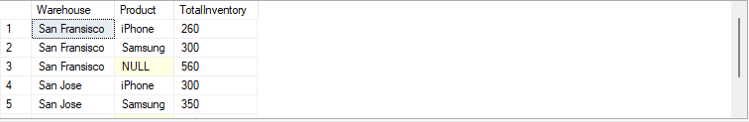 Warehouse Product TotalInventory
1 San Fransisco iPhone 260
2 San Fransisco Samsung 300
3 San Fransisco NULL 560
4 San Jose iPhone 300
5 San Jose Samsung 350